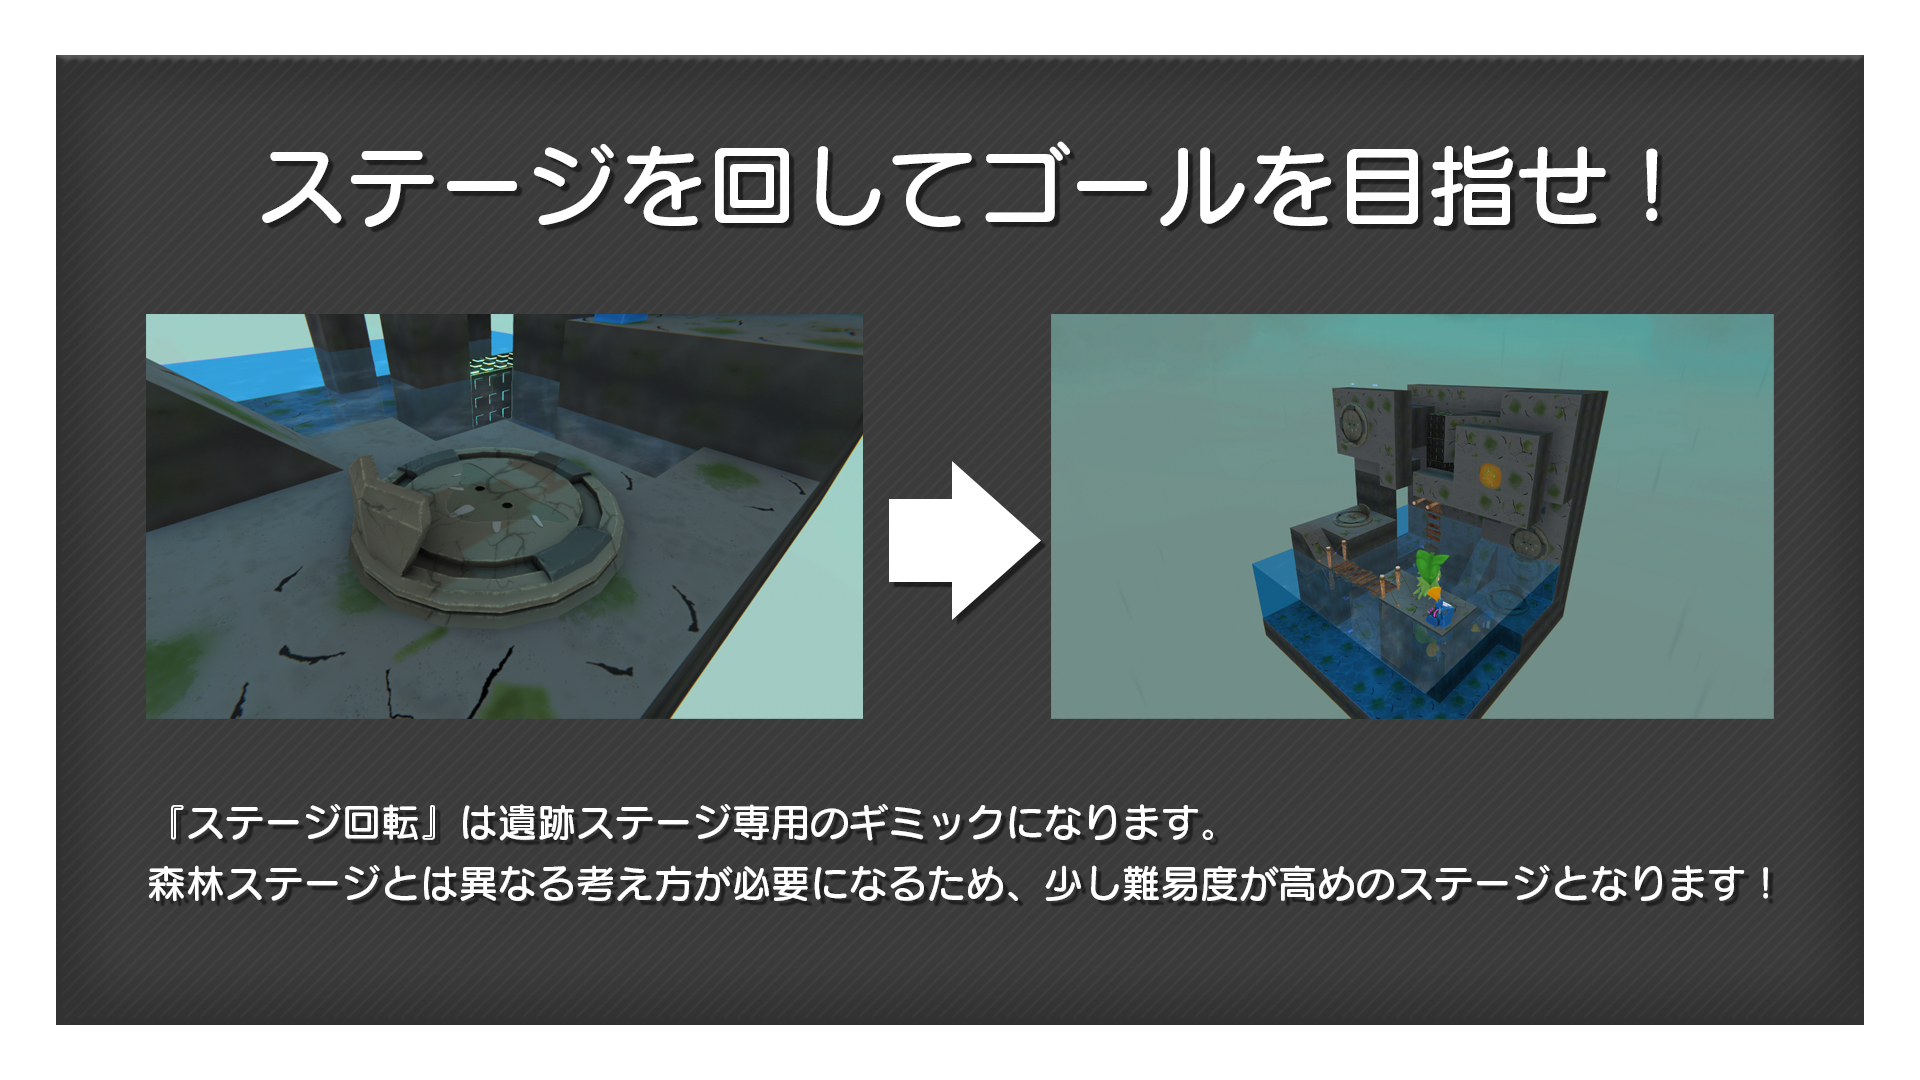 ステージを回してゴールを目指せ！
『ステージ回転』は遺跡ステージ専用のギミックになります。
森林ステージとは異なる考え方が必要になるため、少し難易度が高めのステージとなります！